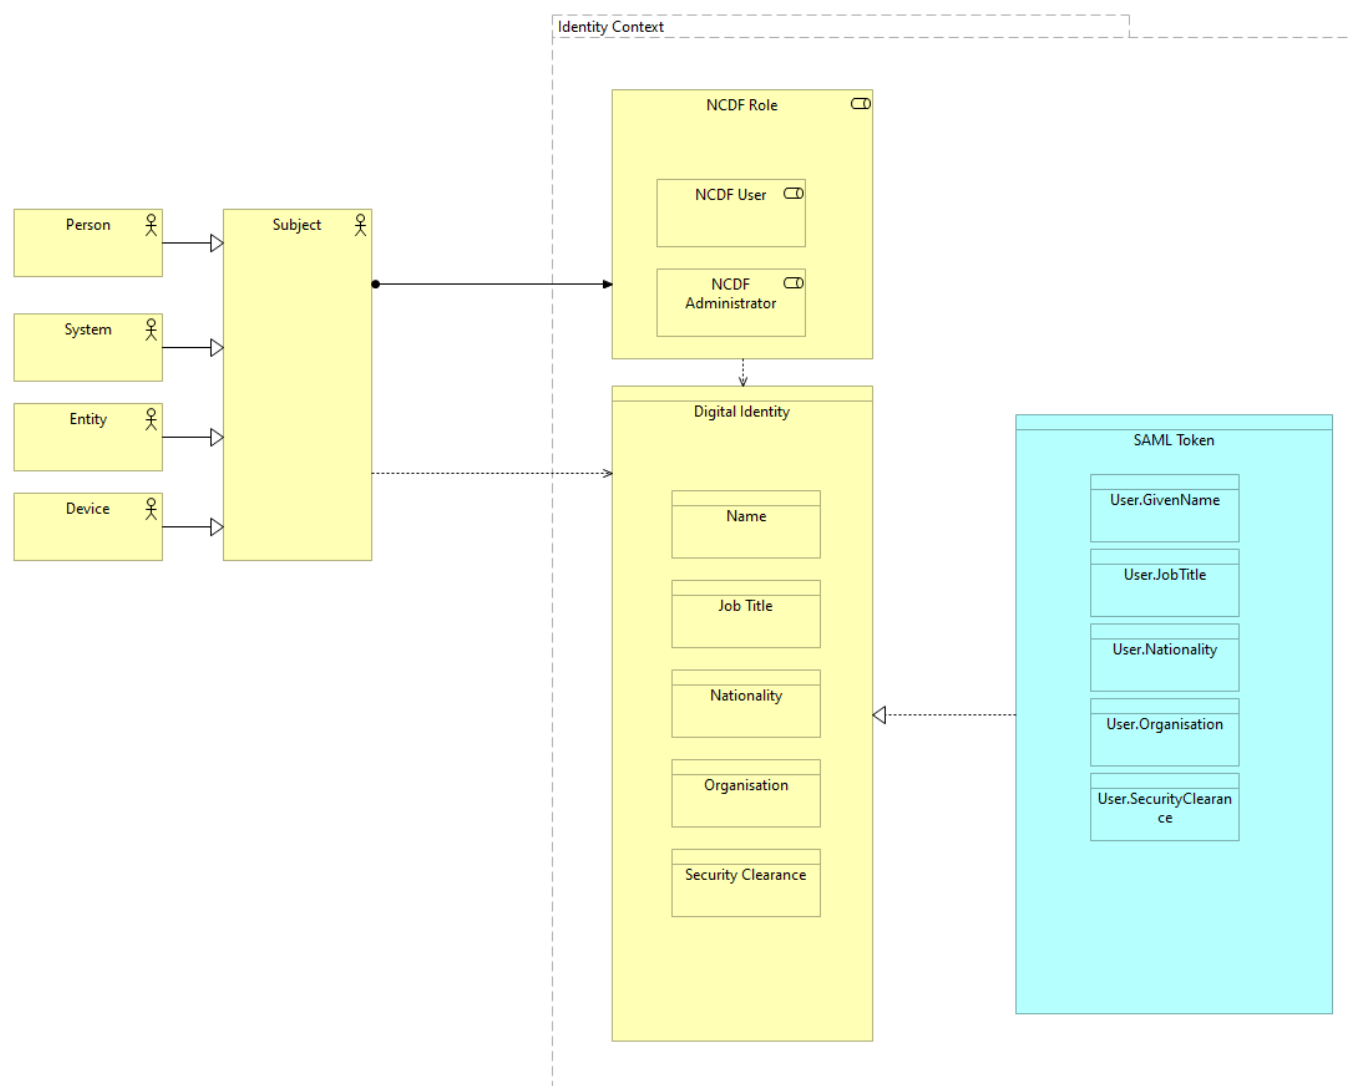 Identity Context
NCDF Role
NCDF User
NCDF
Administrator
Person
System
Entity
Device
Subject
Digital Identity
Name
Job Title
Nationality
Organisation
Security Clearance
SAML Token
User.GivenName
User.JobTitle
User.Nationality
User.Organisation
User.SecurityClearan
ce